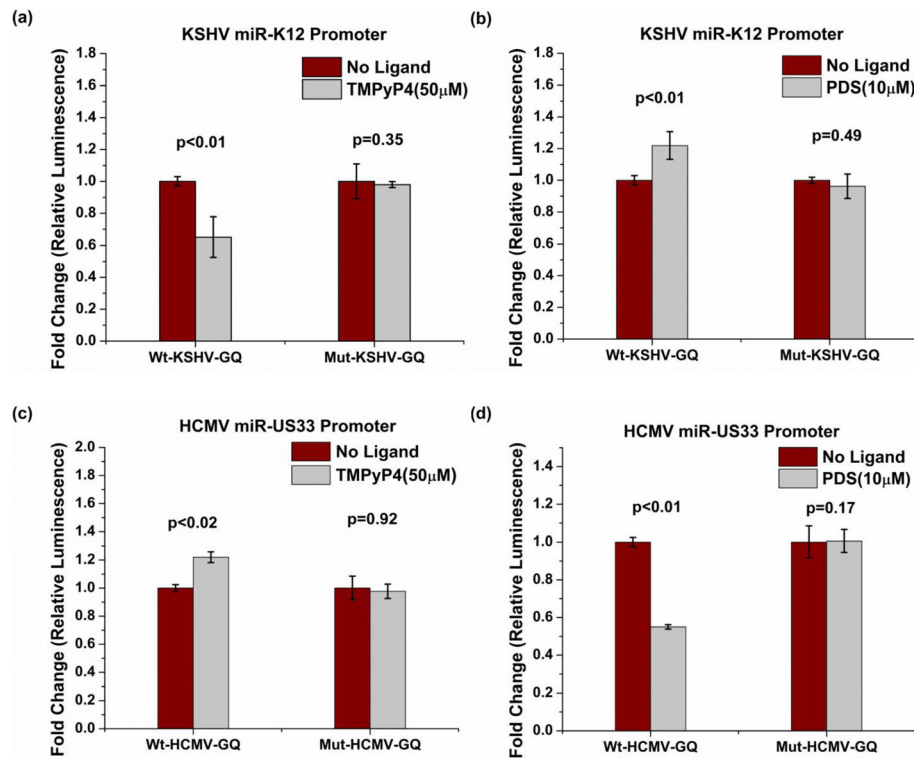 (a)
KSHV miR-K12 Promoter
Fold Change (Relative Luminescence)
1.8
1.6
1.4
1.2
1.0
0.8
0.6
0.4
0.2
0.0
No Ligand
TMPyP4(50μM)
p<0.01
p=0.35
Wt-KSHV-GQ
Mut-KSHV-GQ
(b)
KSHV miR-K12 Promoter
Fold Change (Relative Luminescence)
1.8
1.6
1.4
1.2
1.0
0.8
0.6
0.4
0.2
0.0
No Ligand
PDS(10μM)
p<0.01
p=0.49
Wt-KSHV-GQ
Mut-KSHV-GQ
(c)
HCMV miR-US33 Promoter
Fold Change (Relative Luminescence)
2.0
1.8
1.6
1.4
1.2
1.0
0.8
0.6
0.4
0.2
0.0
No Ligand
TMPyP4(50μM)
p<0.02
p=0.92
Wt-HCMV-GQ
Mut-HCMV-GQ
(d)
HCMV miR-US33 Promoter
Fold Change (Relative Luminescence)
1.4
1.2
1.0
0.8
0.6
0.4
0.2
0.0
No Ligand
PDS(10μM)
p<0.01
p=0.17
Wt-HCMV-GQ
Mut-HCMV-GQ